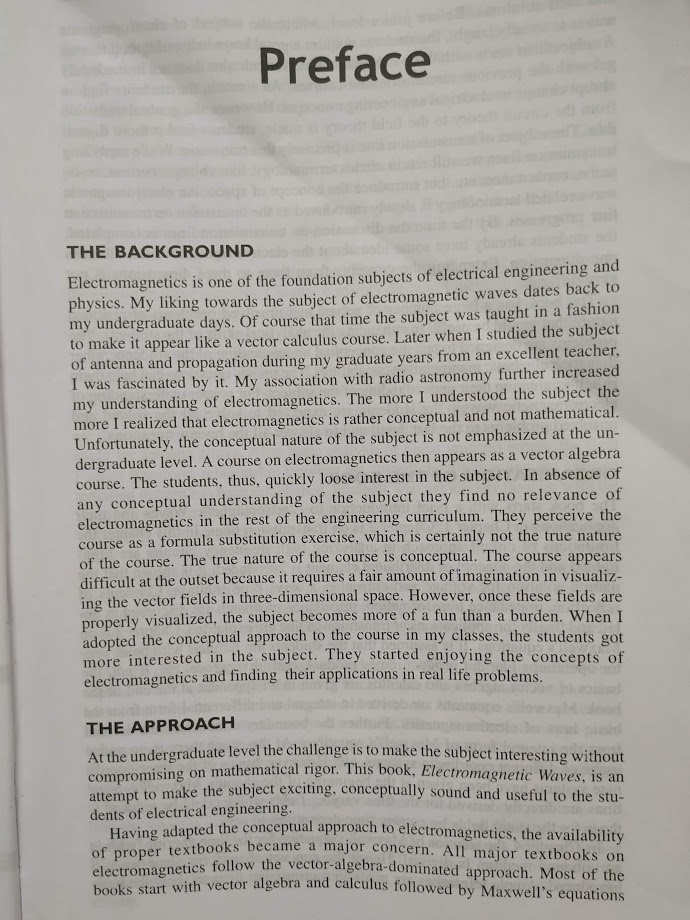 Preface
THE BACKGROUND
Electromagnetics is one of the foundation subjects of electrical engineering and
physics. My liking towards the subject of electromagnetic waves dates back to
my undergraduate days. Of course that time the subject was taught in a fashion
to make it appear like a vector calculus course. Later when I studied the subject
of antenna and propagation during my graduate years from an excellent teacher,
I was fascinated by it. My association with radio astronomy further increased
my understanding of electromagnetics. The more I understood the subject the
more I realized that electromagnetics is rather conceptual and not mathematical.
Unfortunately, the conceptual nature of the subject is not emphasized at the un-
dergraduate level. A course on electromagnetics then appears as a vector algebra
course. The students, thus, quickly loose interest in the subject. In absence of
any conceptual understanding of the subject they find no relevance of
electromagnetics in the rest of the engineering curriculum. They perceive the
course as a formula substitution exercise, which is certainly not the true nature
of the course. The true nature of the course is conceptual. The course appears
difficult at the outset because it requires a fair amount of imagination in visualiz-
ing the vector fields in three-dimensional space. However, once these fields are
properly visualized, the subject becomes more of a fun than a burden. When I
adopted the conceptual approach to the course in my classes, the students got
more interested in the subject. They started enjoying the concepts of
electromagnetics and finding their applications in real life problems.
THE APPROACH
At the undergraduate level the challenge is to make the subject interesting without
compromising on mathematical rigor. This book, Electromagnetic Waves, is an
attempt to make the subject exciting, conceptually sound and useful to the stu-
dents of electrical engineering.
Having adapted the conceptual approach to electromagnetics, the availability
of proper textbooks became a major concern. All major textbooks on
electromagnetics follow the vector-algebra-dominated approach. Most of the
books start with vector algebra and calculus followed by Maxwell's equations